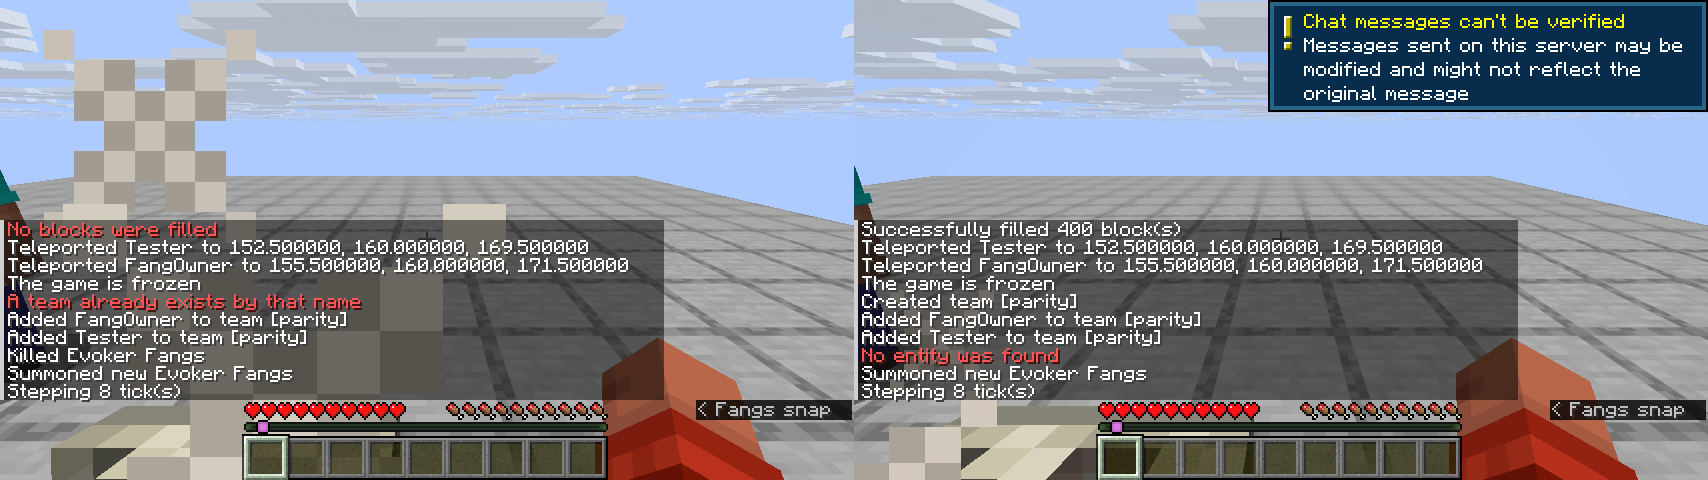 No blocks were filled
Teleported Tester to 152.500000, 160.000000, 169.500000
Teleported FangOwner to 155.500000, 160.000000, 171.500000
The game is frozen
A team already exists by that name
Added FangOwner to team [parity]
Added Tester to team [parity]
Killed Evoker Fangs
Summoned new Evoker Fangs
Stepping 8 tick(s)
< Fangs snap
Chat messages can't be verified
Messages sent on this server may be
modified and might not reflect the
original message
Successfully filled 400 block(s)
Teleported Tester to 152.500000, 160.000000, 169.500000
Teleported FangOwner to 155.500000, 160.000000, 171.500000
The game is frozen
Created team [parity]
Added FangOwner to team [parity]
Added Tester to team [parity]
No entity was found
Summoned new Evoker Fangs
Stepping 8 tick(s)
< Fangs snap